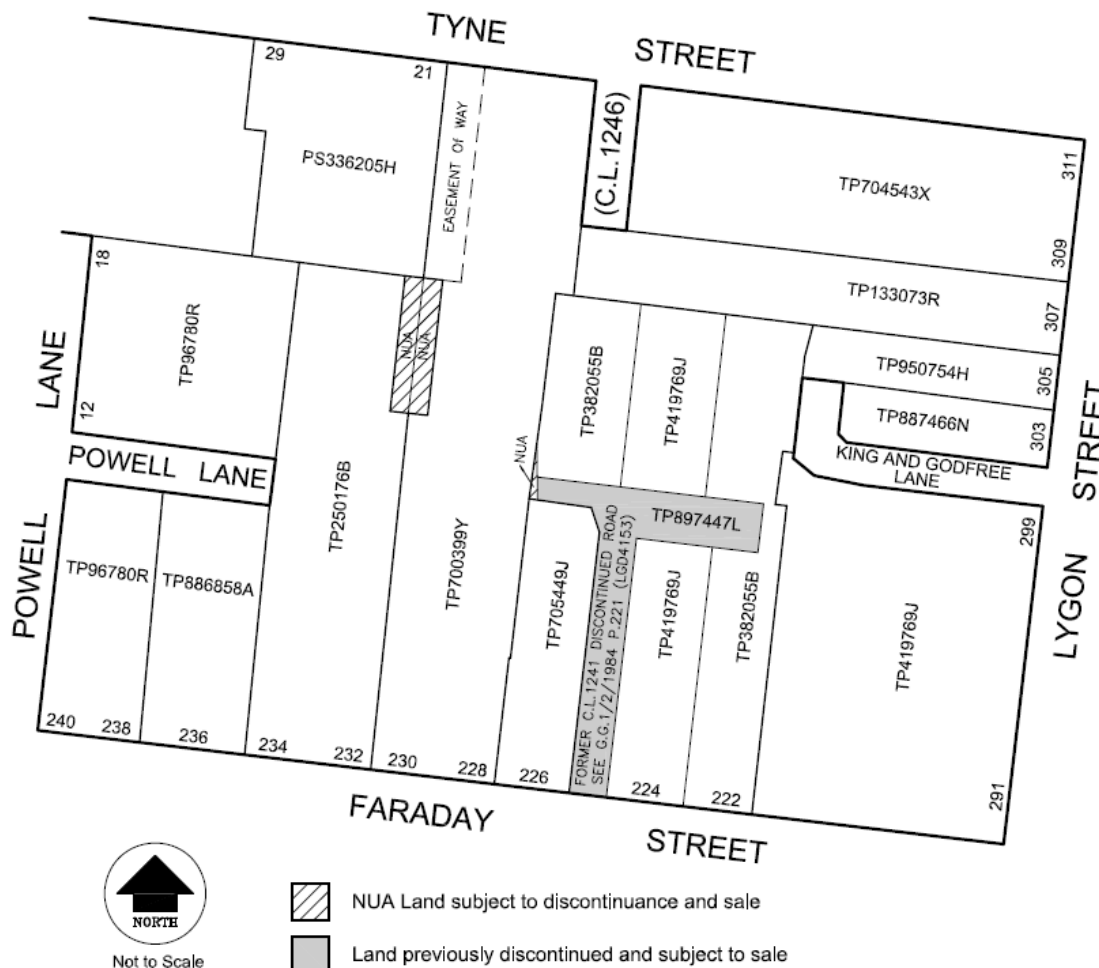 TYNE STREET
29
21
(C.L.1246)
EASEMENT Of WAY
PS336205H
TP704543X
311
309
18
TP133073R
307
TP96780R
NUA
NUA
TP382055B
TP419769J
TP950754H
305
LANE
12
TP887466N
303
STREET
POWELL LANE
NUA
KING AND GODFREE
LANE
TP250176B
TP897447L
299
TP700399Y
POWELL
TP96780R
TP886858A
TP705449J
FORMER C.L.1241 DISCONTINUED ROAD
SEE G.G.1/2/1984 P.221 (LGD4153)
TP419769J
TP382055B
TP419769J
LYGON
240
238
236
234
232
230
228
226
224
222
291
FARADAY STREET
NORTH
Not to Scale
NUA Land subject to discontinuance and sale
Land previously discontinued and subject to sale